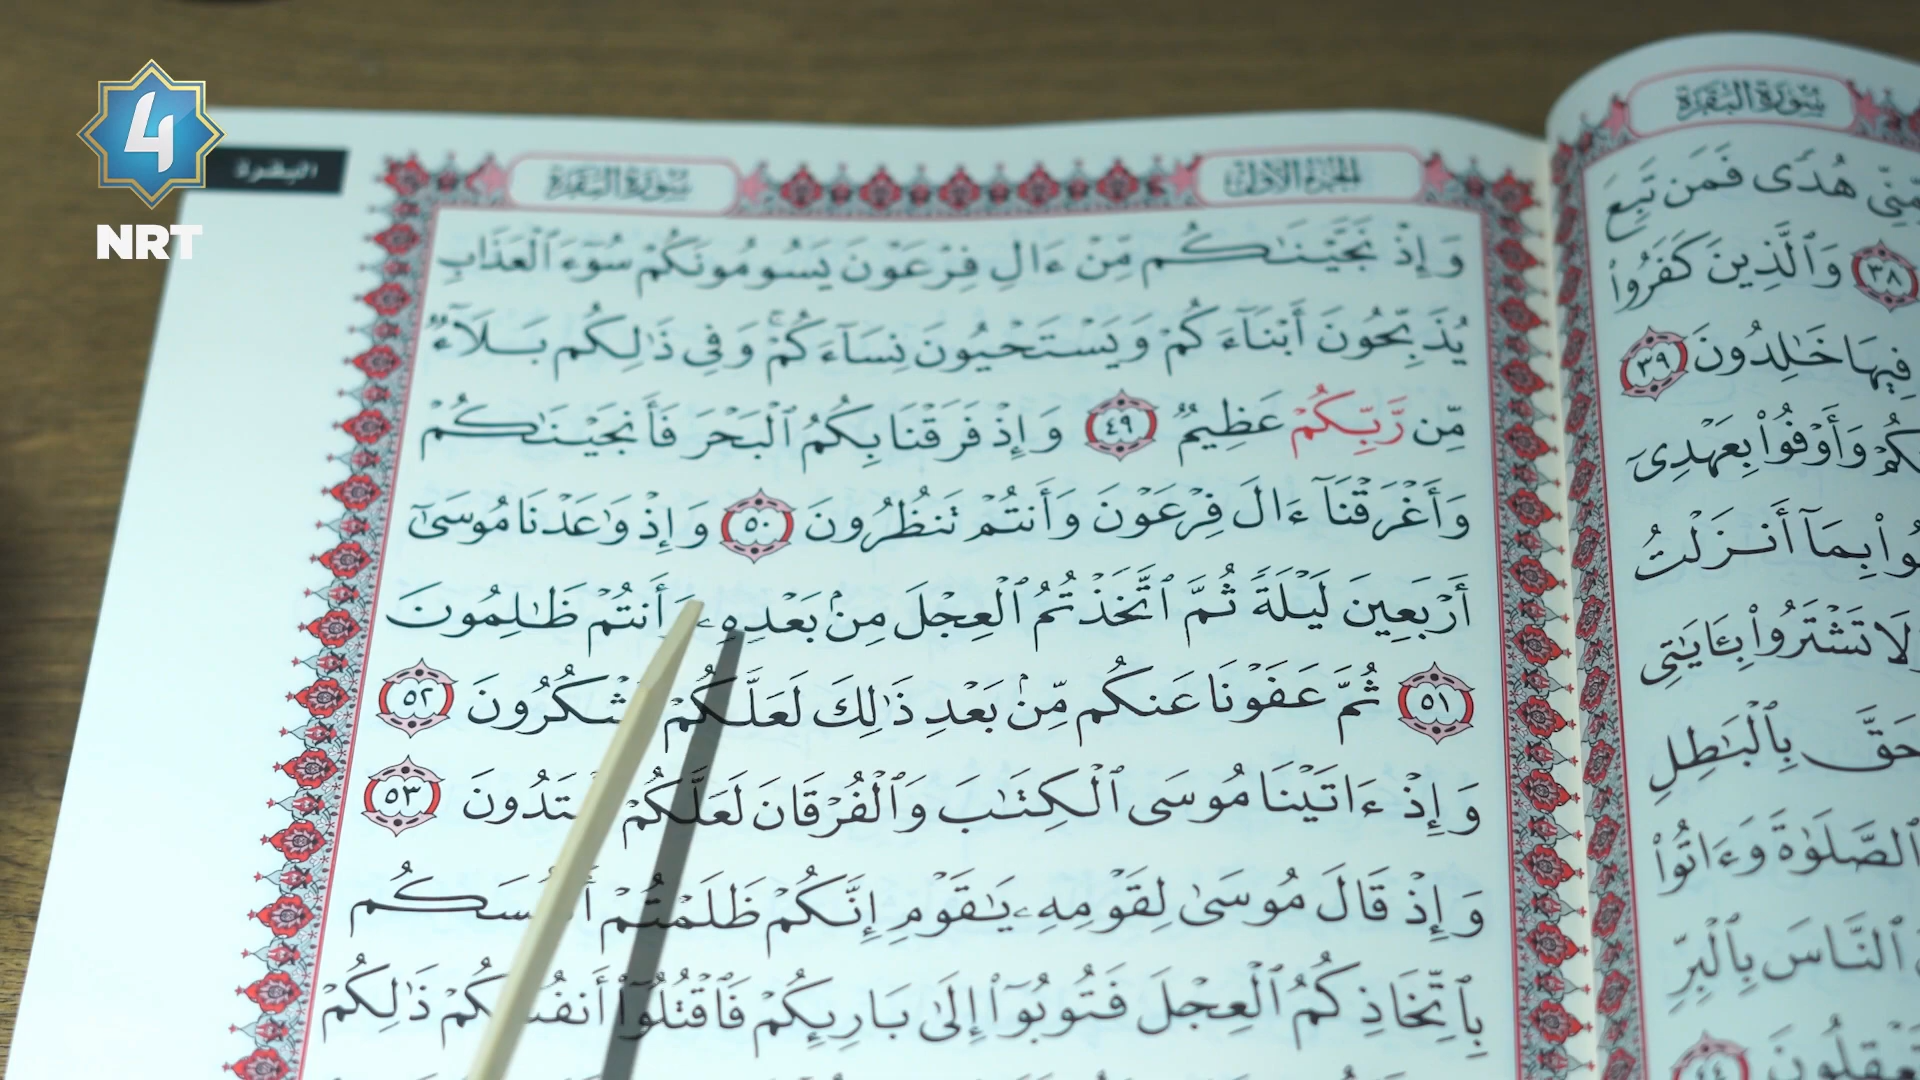 4
NRT
البقرة
سورة البقرة
الجزء الأول
وَإِذْ نَجَّيْنَٰكُم مِّنْ ءَالِ فِرْعَوْنَ يَسُومُونَكُمْ سُوٓءَ ٱلْعَذَابِ
يُذَبِّحُونَ أَبْنَآءَكُمْ وَيَسْتَحْيُونَ نِسَآءَكُمْ ۚ وَفِى ذَٰلِكُم بَلَآءٌ
مِّن رَّبِّكُمْ عَظِيمٌ ٤٩ وَإِذْ فَرَقْنَا بِكُمُ ٱلْبَحْرَ فَأَنجَيْنَٰكُمْ
وَأَغْرَقْنَآ ءَالَ فِرْعَوْنَ وَأَنتُمْ تَنظُرُونَ ٥٠ وَإِذْ وَٰعَدْنَا مُوسَىٰٓ
أَرْبَعِينَ لَيْلَةً ثُمَّ ٱتَّخَذْتُمُ ٱلْعِجْلَ مِنۢ بَعْدِهِۦ وَأَنتُمْ ظَٰلِمُونَ
٥١ ثُمَّ عَفَوْنَا عَنكُم مِّنۢ بَعْدِ ذَٰلِكَ لَعَلَّكُمْ تَشْكُرُونَ ٥٢
وَإِذْ ءَاتَيْنَا مُوسَى ٱلْكِتَٰبَ وَٱلْفُرْقَانَ لَعَلَّكُمْ تَهْتَدُونَ ٥٣
وَإِذْ قَالَ مُوسَىٰ لِقَوْمِهِۦ يَٰقَوْمِ إِنَّكُمْ ظَلَمْتُمْ أَنفُسَكُم
بِٱتِّخَاذِكُمُ ٱلْعِجْلَ فَتُوبُوٓا۟ إِلَىٰ بَارِئِكُمْ فَٱقْتُلُوٓا۟ أَنفُسَكُمْ ذَٰلِكُمْ
سورة البقرة
مِّنِّى هُدًى فَمَن تَبِعَ
٣٨ وَٱلَّذِينَ كَفَرُوا۟
فِيهَا خَٰلِدُونَ ٣٩
وَأَوْفُوا۟ بِعَهْدِىٓ
بِمَآ أَنزَلْتُ
لَا تَشْتَرُوا۟ بِـَٔايَٰتِى
حَقَّ بِٱلْبَٰطِلِ
ٱلصَّلَوٰةَ وَءَاتُوا۟
ٱلنَّاسَ بِٱلْبِرِّ
٤٤